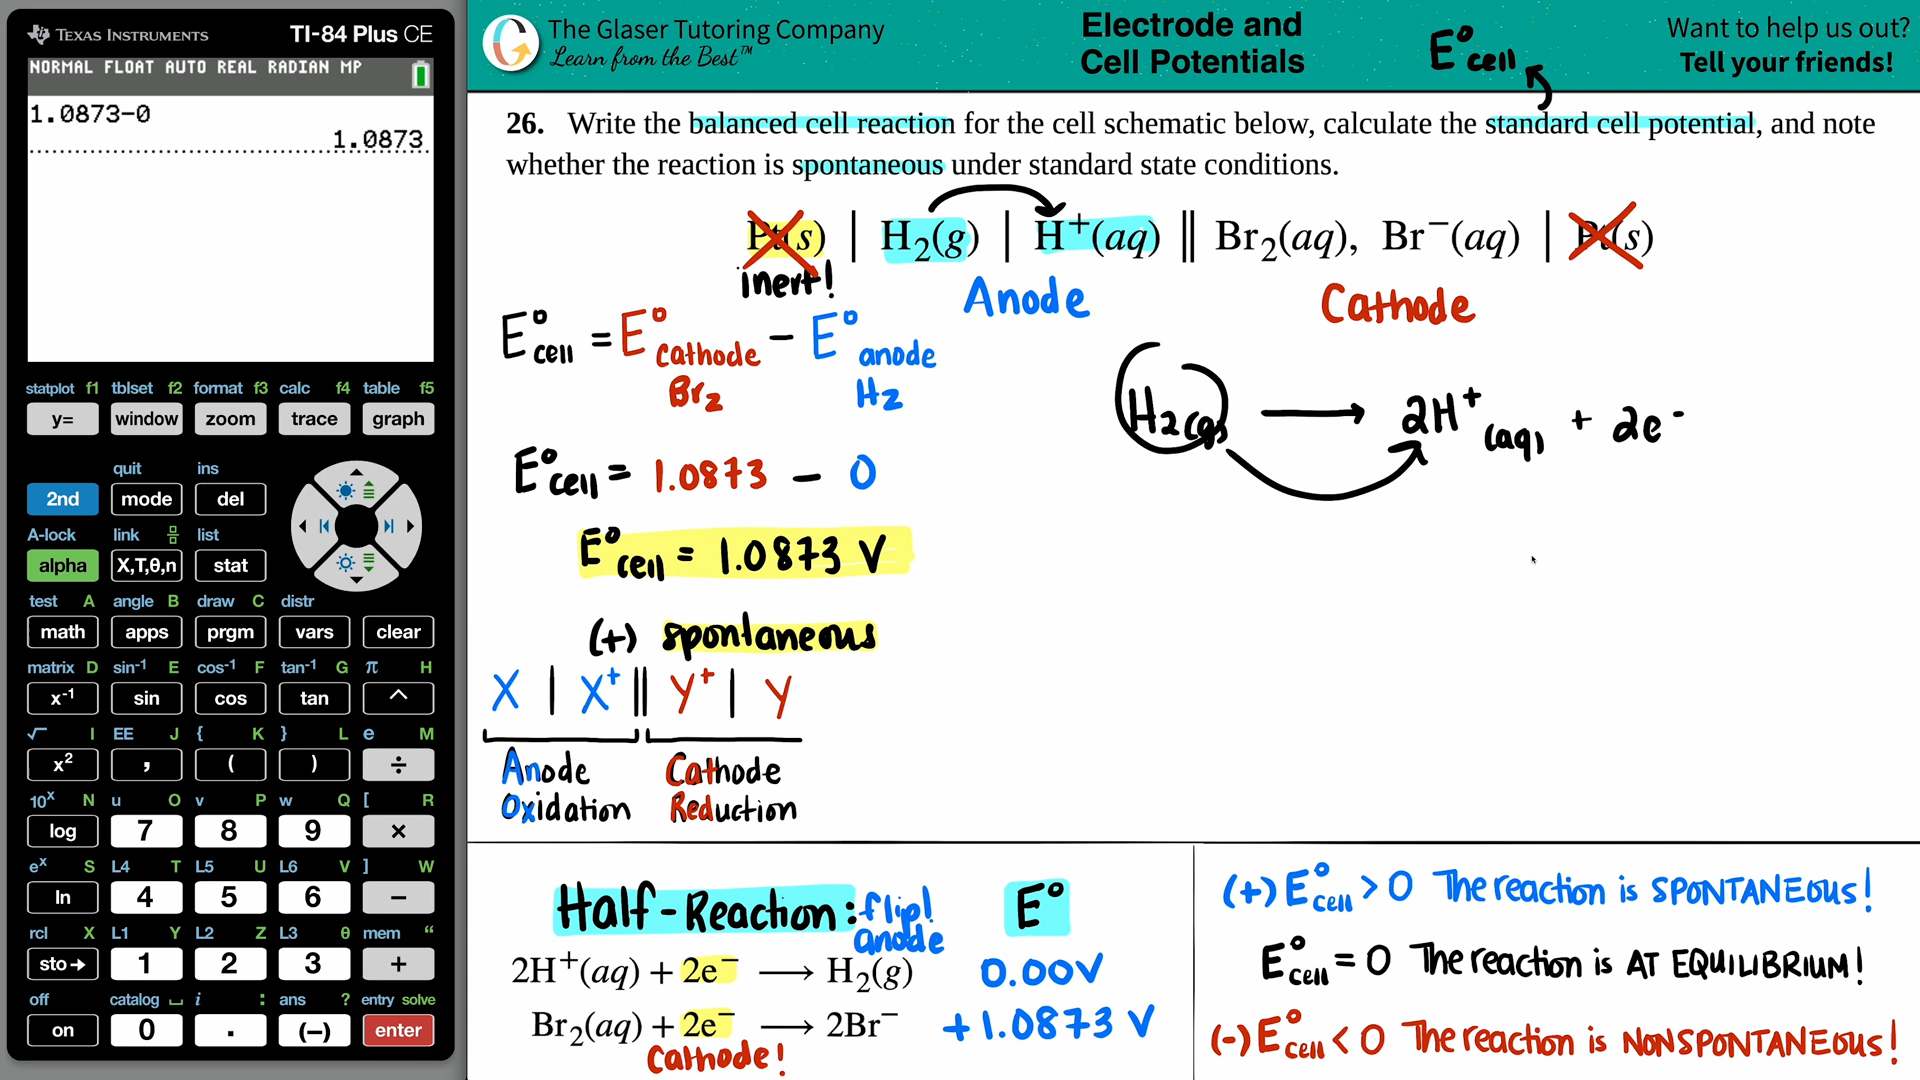 TEXAS INSTRUMENTS TI-84 Plus CE
NORMAL FLOAT AUTO REAL RADIAN MP
1.0873-0
1.0873
statplot f1 tblset f2 format f3 calc f4 table f5
y= window zoom trace graph
quit ins
2nd mode del
A-lock link list
alpha X,T,θ,n stat
test A angle B draw C distr
math apps prgm vars clear
matrix D sin⁻¹ E cos⁻¹ F tan⁻¹ G π H
x⁻¹ sin cos tan ^
√ I EE J { K } L e M
x² , ( ) ÷
10ˣ N u O v P w Q [ R
log 7 8 9 ×
eˣ S L4 T L5 U L6 V ] W
ln 4 5 6 −
rcl X L1 Y L2 Z L3 θ mem “
sto→ 1 2 3 +
off catalog ⎵ i : ans ? entry solve
on 0 . (−) enter
The Glaser Tutoring Company
Learn from the Best™
Electrode and
Cell Potentials
E°cell
Want to help us out?
Tell your friends!
26. Write the balanced cell reaction for the cell schematic below, calculate the standard cell potential, and note
whether the reaction is spontaneous under standard state conditions.
Pt(s) | H₂(g) | H⁺(aq) || Br₂(aq), Br⁻(aq) | Pt(s)
inert!
Anode
Cathode
E°cell = E°cathode − E°anode
Br₂ H₂
H₂(g) ⟶ 2H⁺(aq) + 2e⁻
E°cell = 1.0873 − 0
E°cell = 1.0873 V
(+) spontaneous
X | X⁺ || Y⁺ | Y
Anode Cathode
Oxidation Reduction
Half-Reaction: flip! E°
anode
2H⁺(aq) + 2e⁻ ⟶ H₂(g) 0.00V
Br₂(aq) + 2e⁻ ⟶ 2Br⁻ +1.0873 V
Cathode!
(+) E°cell > 0 The reaction is SPONTANEOUS!
E°cell = 0 The reaction is AT EQUILIBRIUM!
(-) E°cell < 0 The reaction is NONSPONTANEOUS!